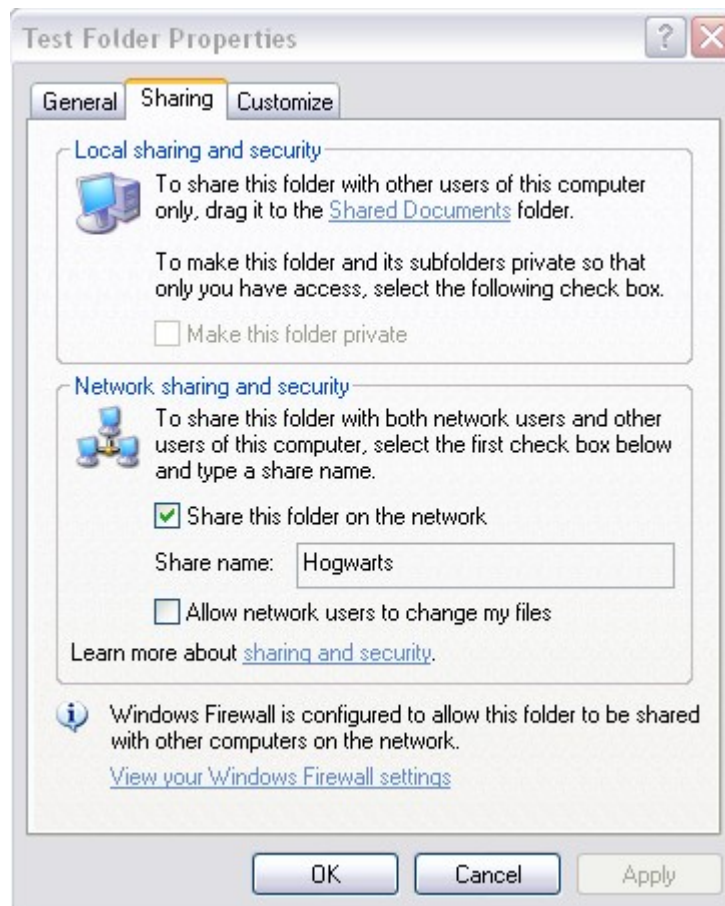 Test Folder Properties
General Sharing Customize
Local sharing and security
To share this folder with other users of this computer
only, drag it to the Shared Documents folder.
To make this folder and its subfolders private so that
only you have access, select the following check box.
Make this folder private
Network sharing and security
To share this folder with both network users and other
users of this computer, select the first check box below
and type a share name.
Share this folder on the network
Share name: Hogwarts
Allow network users to change my files
Learn more about sharing and security.
Windows Firewall is configured to allow this folder to be shared
with other computers on the network.
View your Windows Firewall settings
OK Cancel Apply